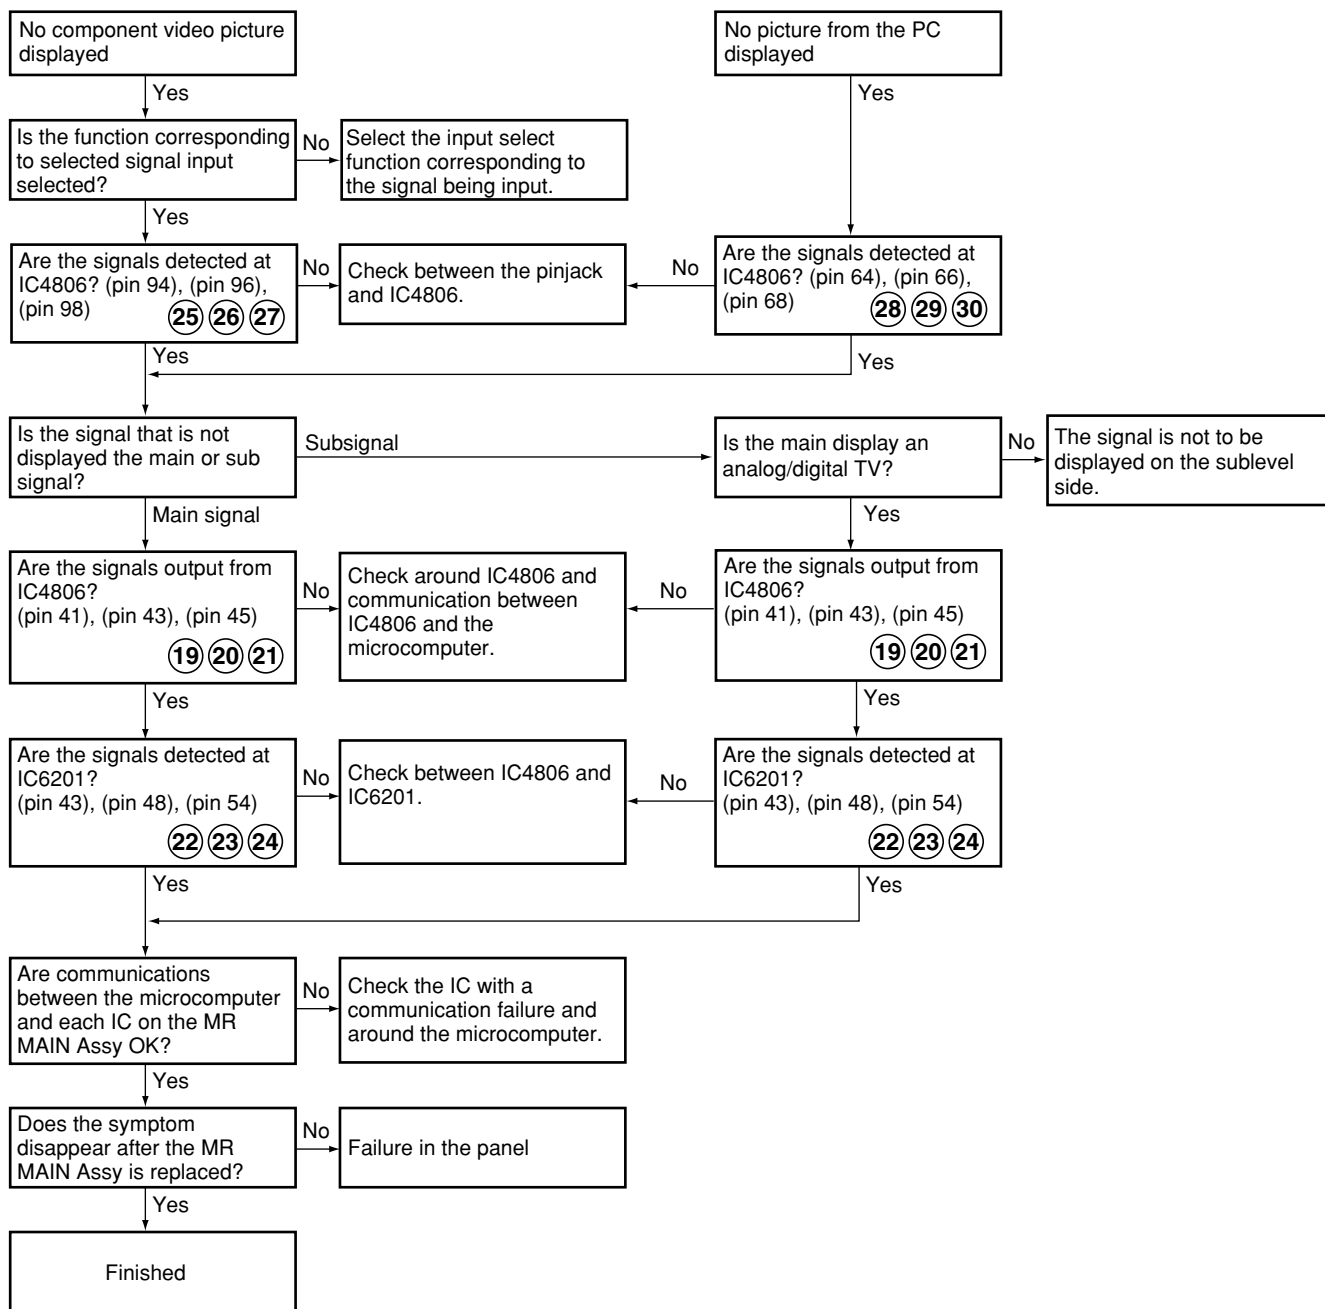 No component video picture
displayed
No picture from the PC
displayed
Yes
Yes
Is the function corresponding
to selected signal input
selected?
No
Select the input select
function corresponding to
the signal being input.
Yes
Are the signals detected at
IC4806? (pin 94), (pin 96),
(pin 98)
25 26 27
No
Check between the pinjack
and IC4806.
No
Are the signals detected at
IC4806? (pin 64), (pin 66),
(pin 68)
28 29 30
Yes
Yes
Is the signal that is not
displayed the main or sub
signal?
Subsignal
Is the main display an
analog/digital TV?
No
The signal is not to be
displayed on the sublevel
side.
Main signal
Yes
Are the signals output from
IC4806?
(pin 41), (pin 43), (pin 45)
19 20 21
No
Check around IC4806 and
communication between
IC4806 and the
microcomputer.
No
Are the signals output from
IC4806?
(pin 41), (pin 43), (pin 45)
19 20 21
Yes
Yes
Are the signals detected at
IC6201?
(pin 43), (pin 48), (pin 54)
22 23 24
No
Check between IC4806 and
IC6201.
No
Are the signals detected at
IC6201?
(pin 43), (pin 48), (pin 54)
22 23 24
Yes
Yes
Are communications
between the microcomputer
and each IC on the MR
MAIN Assy OK?
No
Check the IC with a
communication failure and
around the microcomputer.
Yes
Does the symptom
disappear after the MR
MAIN Assy is replaced?
No
Failure in the panel
Yes
Finished